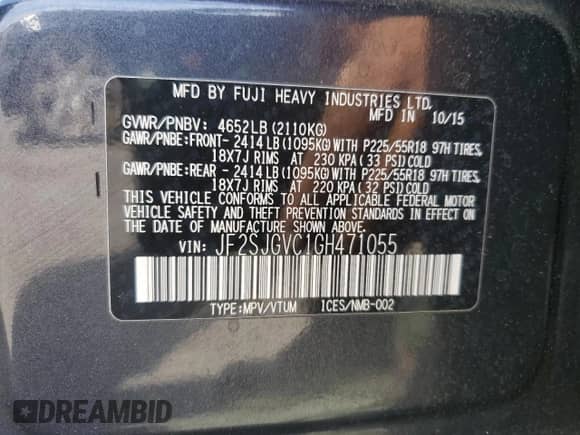 MFD BY FUJI HEAVY INDUSTRIES LTD.
MFD IN 10/15
GVWR/PNBV: 4652LB (2110KG)
GAWR/PNBE:FRONT- 2414 LB (1095KG) WITH P225/55R18 97H TIRES,
18X7J RIMS AT 230 KPA (33 PSI) COLD
GAWR/PNBE:REAR - 2414 LB (1095KG) WITH P225/55R18 97H TIRES,
18X7J RIMS AT 220 KPA (32 PSI) COLD
THIS VEHICLE CONFORMS TO ALL APPLICABLE FEDERAL MOTOR
VEHICLE SAFETY AND THEFT PREVENTION STANDARDS IN EFFECT ON
THE DATE OF MANUFACTURE SHOWN ABOVE.
VIN: JF2SJGVC1GH471055
TYPE:MPV/VTUM ICES/NMB-002
DREAMBID